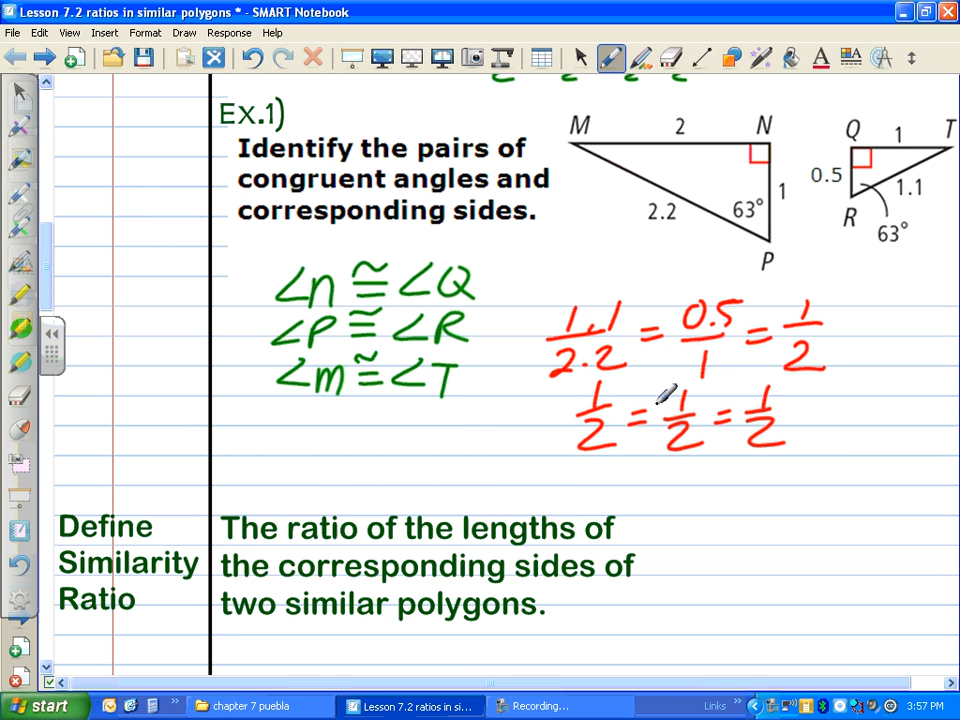 Lesson 7.2 ratios in similar polygons * - SMART Notebook
File Edit View Insert Format Draw Response Help
Ex.1)
Identify the pairs of
congruent angles and
corresponding sides.
M 2 N
1
2.2 63°
P
Q 1 T
0.5
1.1
R
63°
∠n ≅ ∠Q
∠P ≅ ∠R
∠m ≅ ∠T
1.1/2.2 = 0.5/1 = 1/2
1/2 = 1/2 = 1/2
Define
Similarity
Ratio
The ratio of the lengths of
the corresponding sides of
two similar polygons.
start chapter 7 puebla Lesson 7.2 ratios in si... Recording... Links » 3:57 PM